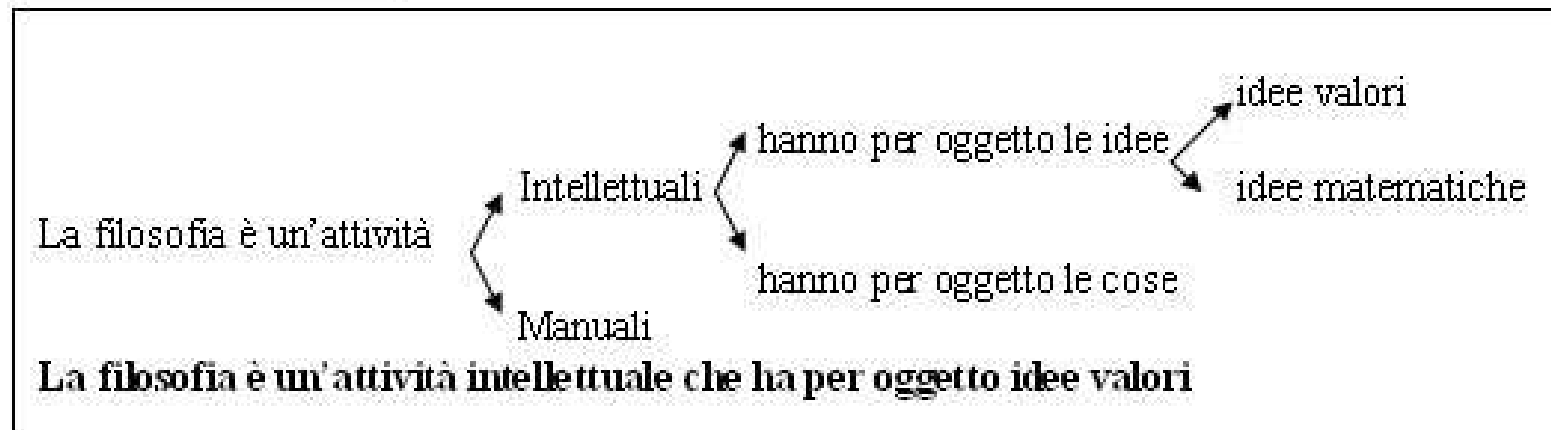 idee valori
hanno per oggetto le idee
Intellettuali
idee matematiche
La filosofia è un'attività
hanno per oggetto le cose
Manuali
La filosofia è un'attività intellettuale che ha per oggetto idee valori